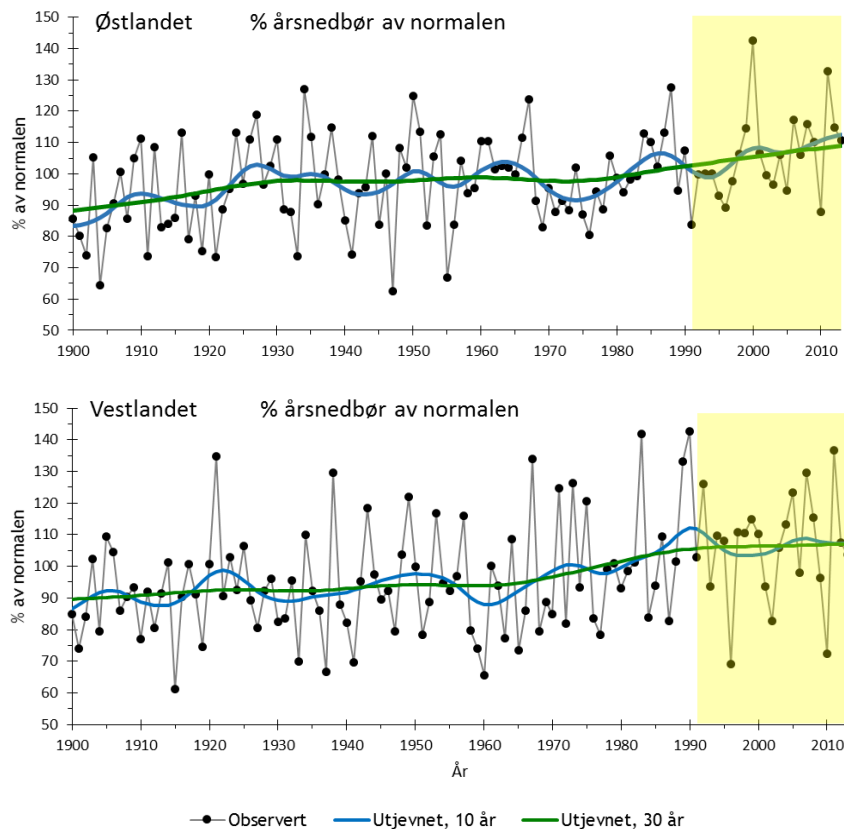 Østlandet % årsnedbør av normalen
150
140
130
120
110
100
90
80
70
60
50
% av normalen
1900 1910 1920 1930 1940 1950 1960 1970 1980 1990 2000 2010
Vestlandet % årsnedbør av normalen
150
140
130
120
110
100
90
80
70
60
50
% av normalen
1900 1910 1920 1930 1940 1950 1960 1970 1980 1990 2000 2010
År
Observert Utjevnet, 10 år Utjevnet, 30 år